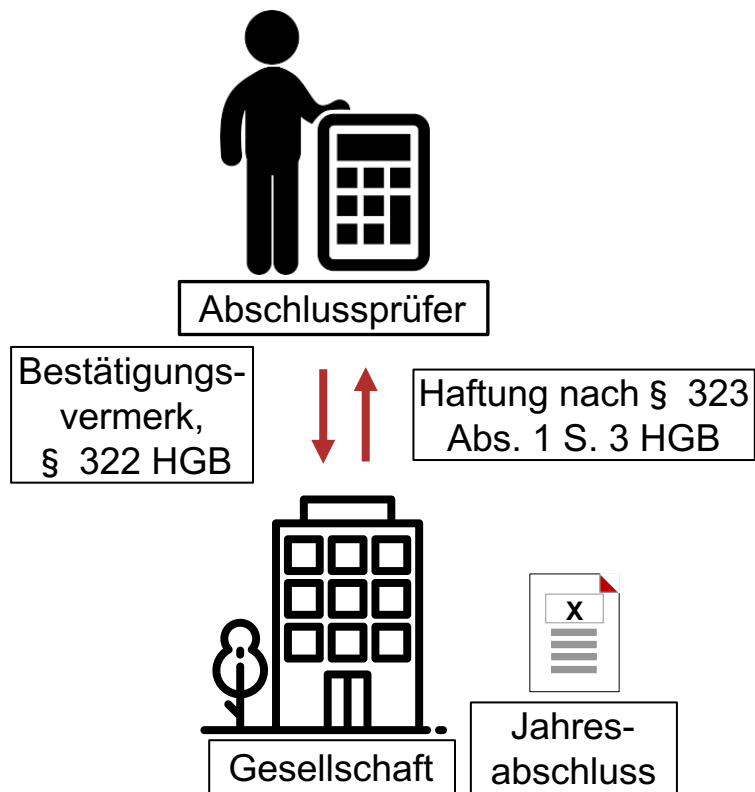 Abschlussprüfer
Bestätigungs-
vermerk,
§ 322 HGB
Haftung nach § 323
Abs. 1 S. 3 HGB
X
Gesellschaft
Jahres-
abschluss